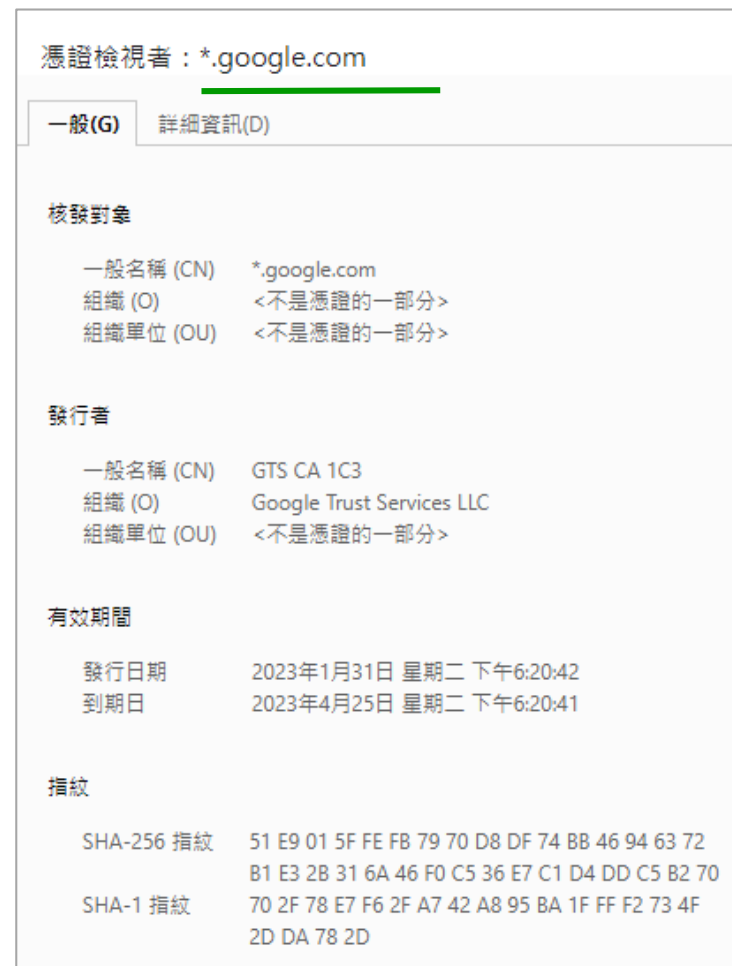 憑證檢視者：*.google.com
一般(G) 詳細資訊(D)
核發對象
一般名稱 (CN) *.google.com
組織 (O) <不是憑證的一部分>
組織單位 (OU) <不是憑證的一部分>
發行者
一般名稱 (CN) GTS CA 1C3
組織 (O) Google Trust Services LLC
組織單位 (OU) <不是憑證的一部分>
有效期間
發行日期 2023年1月31日 星期二 下午6:20:42
到期日 2023年4月25日 星期二 下午6:20:41
指紋
SHA-256 指紋 51 E9 01 5F FE FB 79 70 D8 DF 74 BB 46 94 63 72
B1 E3 2B 31 6A 46 F0 C5 36 E7 C1 D4 DD C5 B2 70
SHA-1 指紋 70 2F 78 E7 F6 2F A7 42 A8 95 BA 1F FF F2 73 4F
2D DA 78 2D